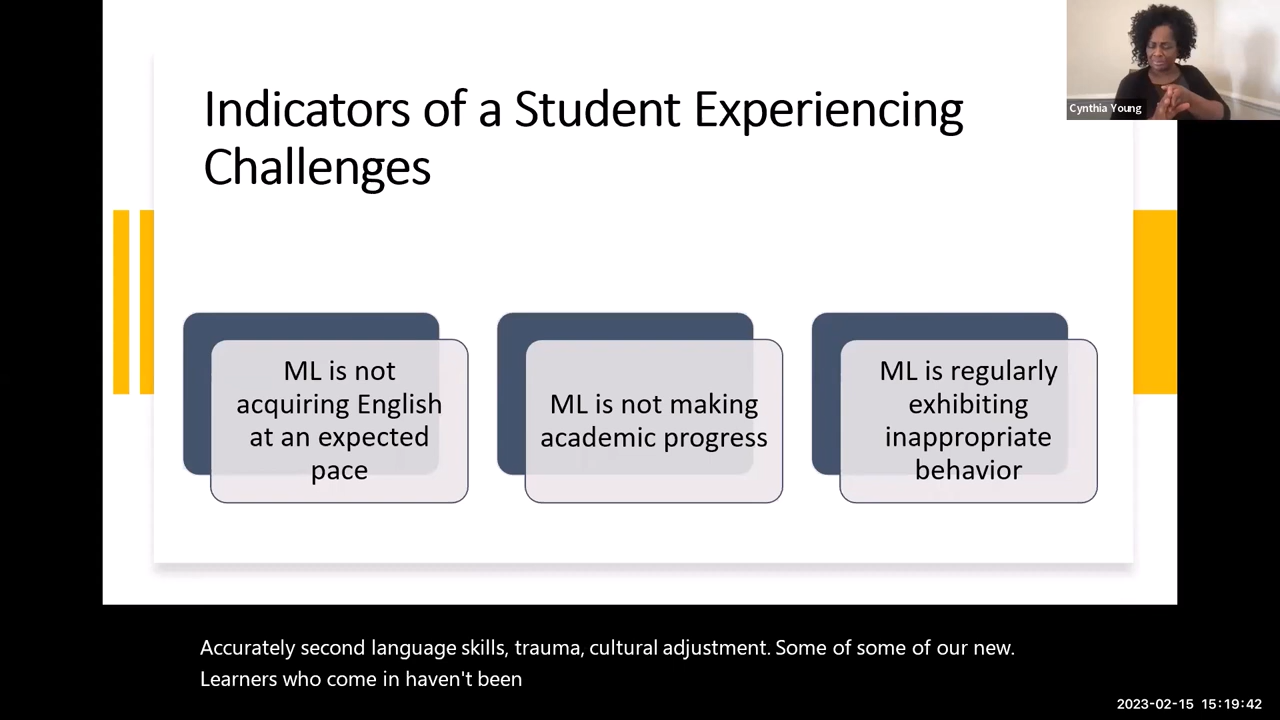 Indicators of a Student Experiencing
Challenges
Cynthia Young
ML is not
acquiring English
at an expected
pace
ML is not making
academic progress
ML is regularly
exhibiting
inappropriate
behavior
Accurately second language skills, trauma, cultural adjustment. Some of some of our new.
Learners who come in haven't been
2023-02-15 15:19:42